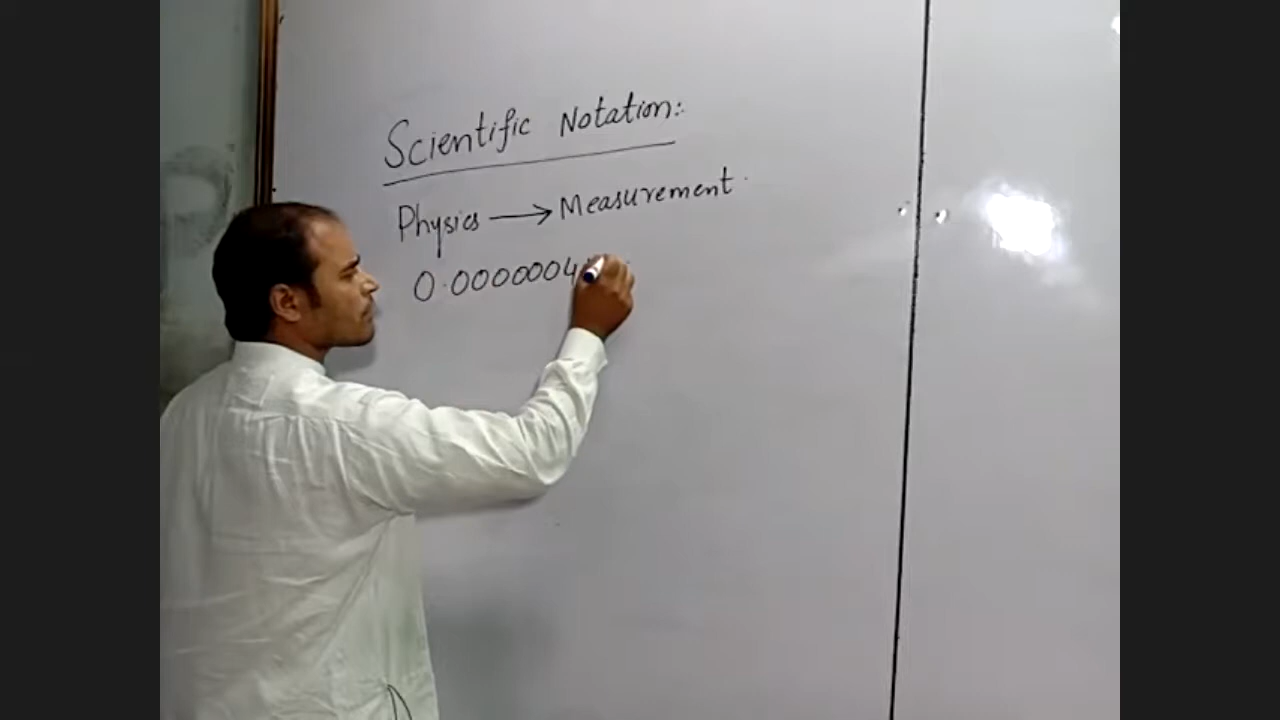 Scientific Notation:
Physics → Measurement
0.0000004